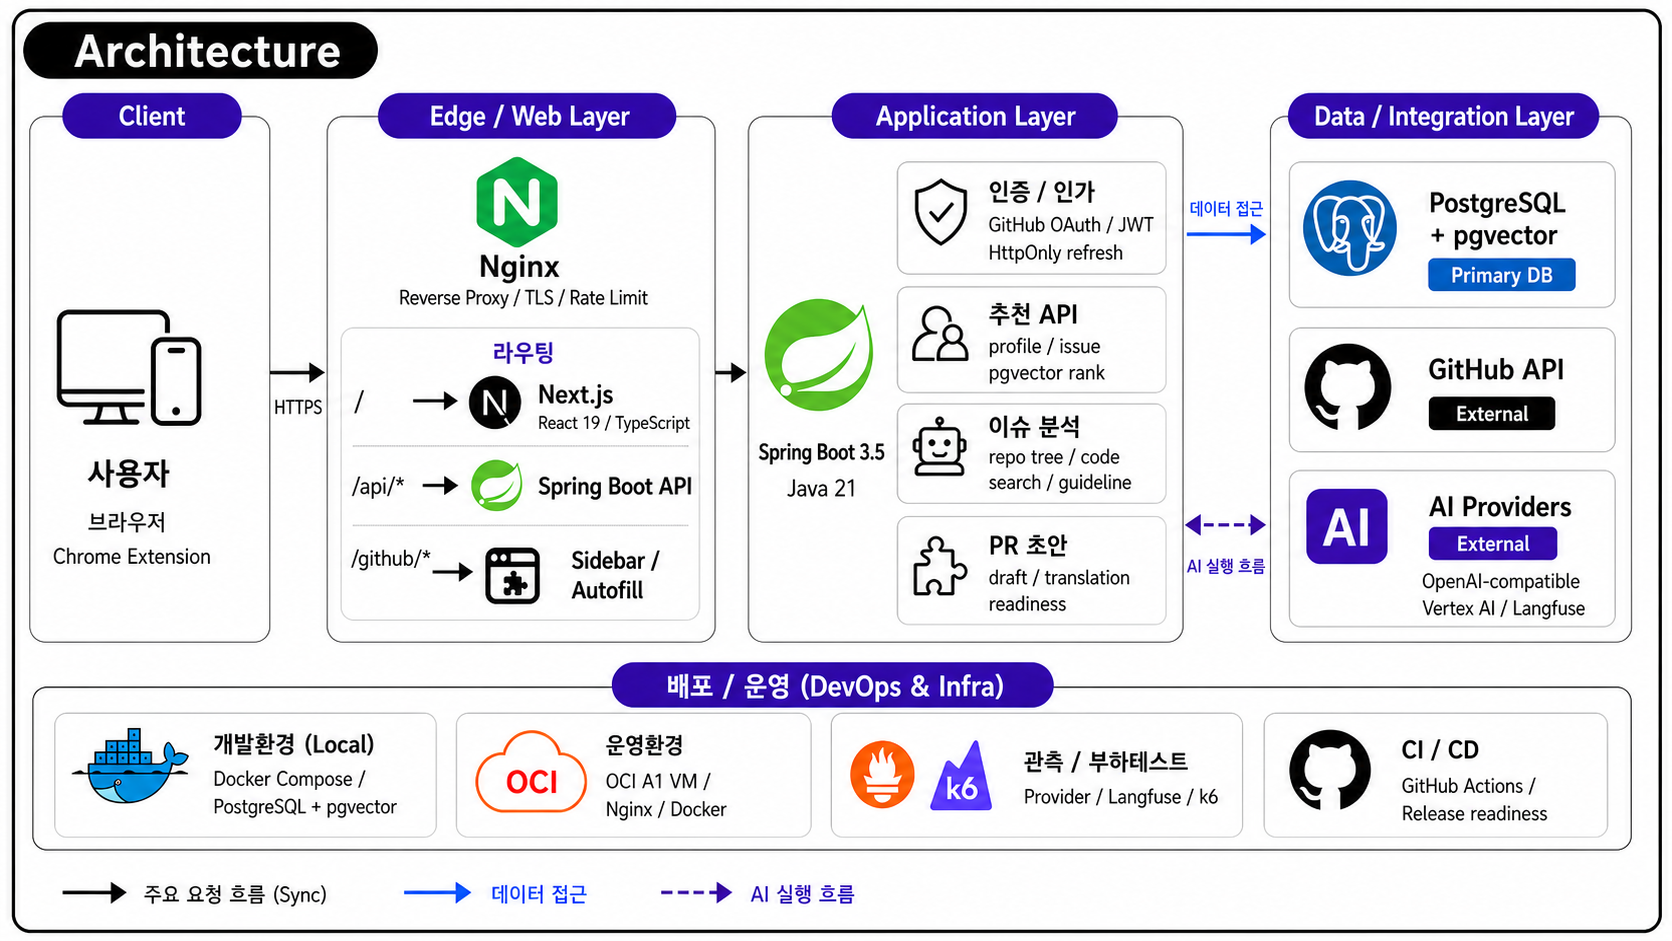 Architecture
Client
사용자
브라우저
Chrome Extension
HTTPS
Edge / Web Layer
N
Nginx
Reverse Proxy / TLS / Rate Limit
라우팅
/
N
Next.js
React 19 / TypeScript
/api/*
Spring Boot API
/github/*
Sidebar /
Autofill
Application Layer
Spring Boot 3.5
Java 21
인증 / 인가
GitHub OAuth / JWT
HttpOnly refresh
추천 API
profile / issue
pgvector rank
이슈 분석
repo tree / code
search / guideline
PR 초안
draft / translation
readiness
데이터 접근
AI 실행 흐름
Data / Integration Layer
PostgreSQL
+ pgvector
Primary DB
GitHub API
External
AI
AI Providers
External
OpenAI-compatible
Vertex AI / Langfuse
배포 / 운영 (DevOps & Infra)
개발환경 (Local)
Docker Compose /
PostgreSQL + pgvector
OCI
운영환경
OCI A1 VM /
Nginx / Docker
k6
관측 / 부하테스트
Provider / Langfuse / k6
CI / CD
GitHub Actions /
Release readiness
주요 요청 흐름 (Sync)
데이터 접근
AI 실행 흐름